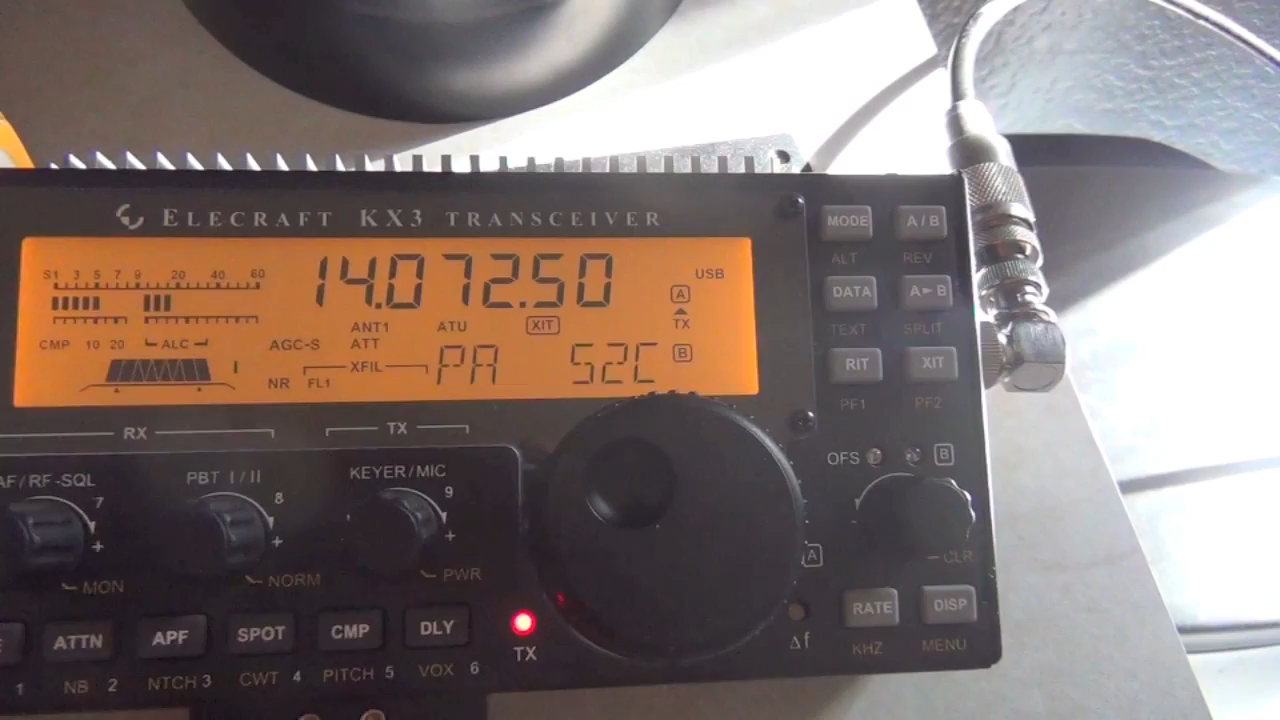 ELECRAFT KX3 TRANSCEIVER
S1 3 5 7 9 20 40 60
14.072.50
USB
A
TX
ANT1 ATU XIT
CMP 10 20 ALC
AGC-S ATT
XFIL
PA 52C
B
NR FL1
I
MODE A/B
ALT REV
DATA A►B
TEXT SPLIT
RIT XIT
PF1 PF2
RX TX
AF/RF-SQL PBT I/II KEYER/MIC
7 8 9
+ + +
MON NORM PWR
OFS B
A
CLR
ATTN APF SPOT CMP DLY
1 NB 2 NTCH 3 CWT 4 PITCH 5 VOX 6
TX
Δf
RATE DISP
KHZ MENU